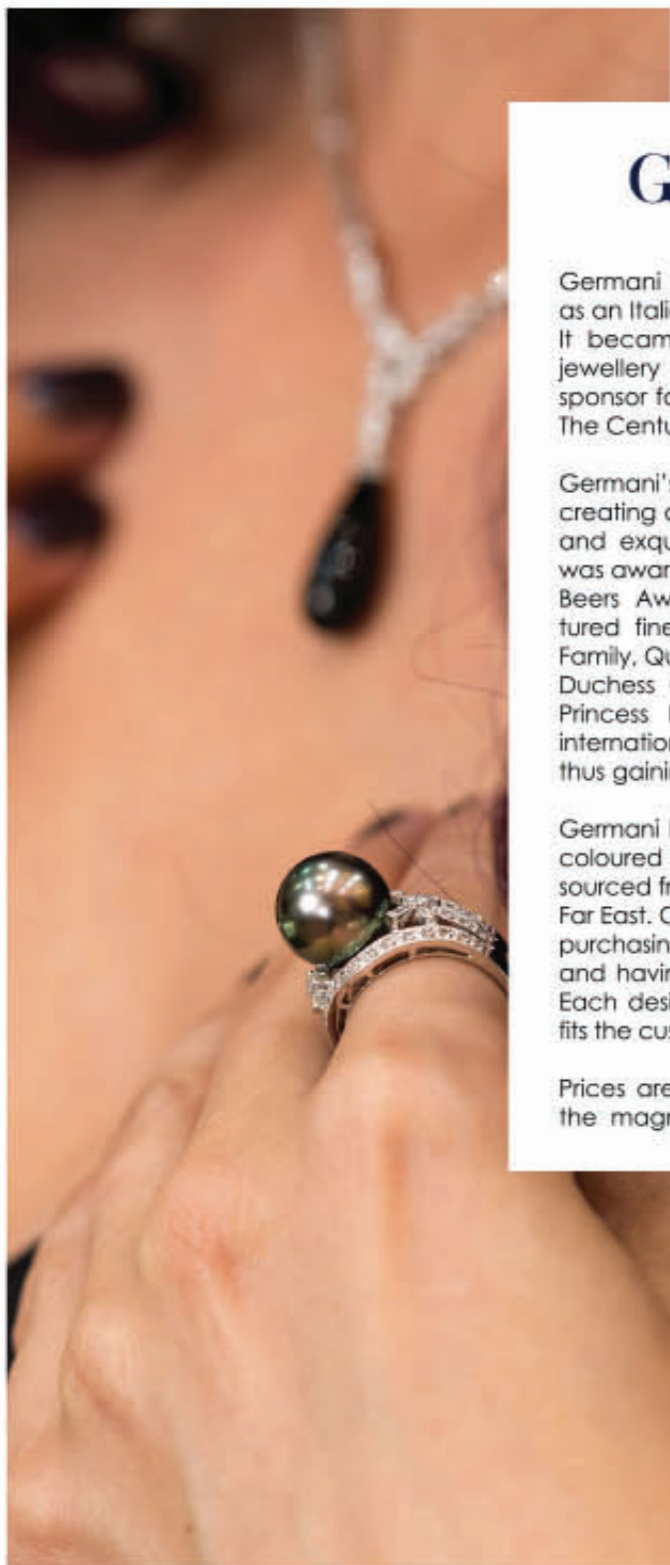 G
Germani
as an Itali
It becam
jewellery
sponsor fo
The Centu
Germani's
creating
and exqu
was awar
Beers Aw
tured fine
Family, Qu
Duchess
Princess
internation
thus gaini
Germani
coloured
sourced fr
Far East. C
purchasin
and havin
Each desi
fits the cus
Prices are
the magn